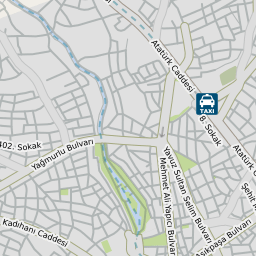 Atatürk Caddesi
TAXI
8. Sokak
402. Sokak
Yağmurlu Bulvarı
Atatürk
Yavuz Sultan Selim Bulvarı
Mehmet Ali Yapıcı Bulvarı
Şehit
Kadıhanı Caddesi
Aşıkpaşa Bulvarı